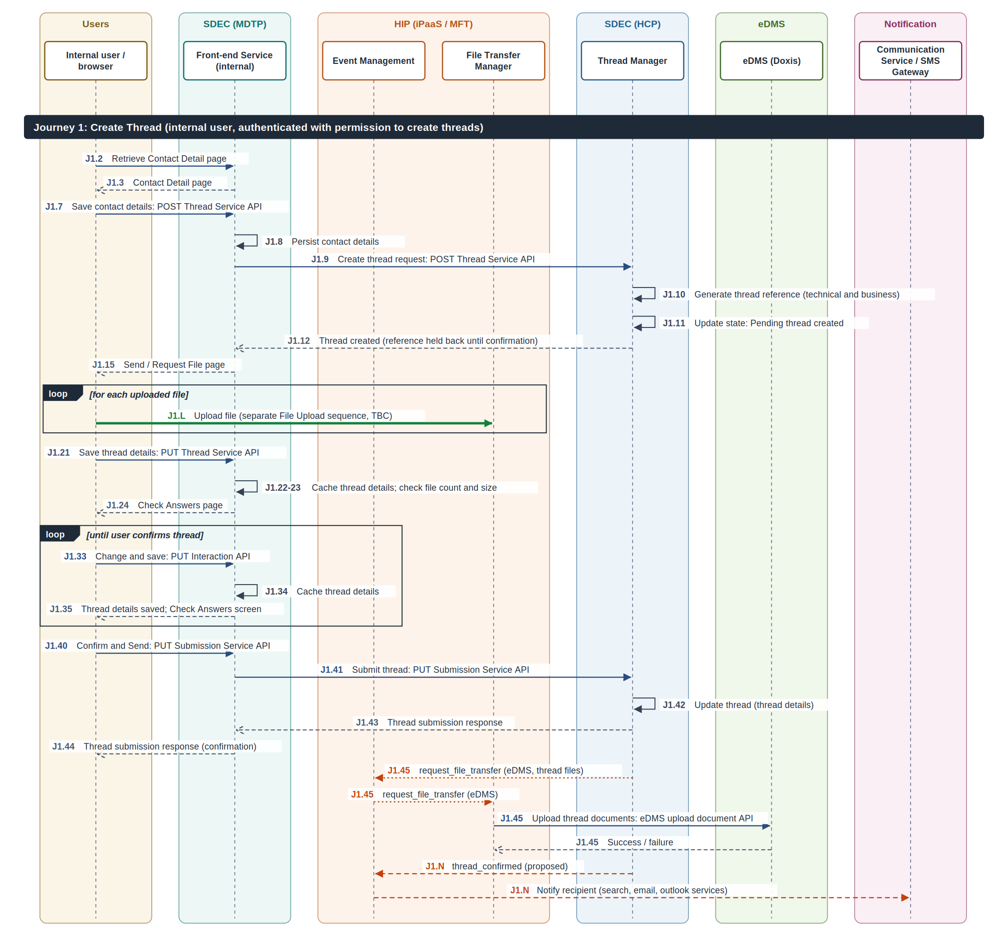 Users
SDEC (MDTP)
HIP (iPaaS / MFT)
SDEC (HCP)
eDMS
Notification
Internal user /
browser
Front-end Service
(internal)
Event Management
File Transfer
Manager
Thread Manager
eDMS (Doxis)
Communication
Service / SMS
Gateway
Journey 1: Create Thread (internal user, authenticated with permission to create threads)
J1.2 Retrieve Contact Detail page
J1.3 Contact Detail page
J1.7 Save contact details: POST Thread Service API
J1.8 Persist contact details
J1.9 Create thread request: POST Thread Service API
J1.10 Generate thread reference (technical and business)
J1.11 Update state: Pending thread created
J1.12 Thread created (reference held back until confirmation)
J1.15 Send / Request File page
loop [for each uploaded file]
J1.L Upload file (separate File Upload sequence, TBC)
J1.21 Save thread details: PUT Thread Service API
J1.22-23 Cache thread details; check file count and size
J1.24 Check Answers page
loop [until user confirms thread]
J1.33 Change and save: PUT Interaction API
J1.34 Cache thread details
J1.35 Thread details saved; Check Answers screen
J1.40 Confirm and Send: PUT Submission Service API
J1.41 Submit thread: PUT Submission Service API
J1.42 Update thread (thread details)
J1.43 Thread submission response
J1.44 Thread submission response (confirmation)
J1.45 request_file_transfer (eDMS, thread files)
J1.45 request_file_transfer (eDMS)
J1.45 Upload thread documents: eDMS upload document API
J1.45 Success / failure
J1.N thread_confirmed (proposed)
J1.N Notify recipient (search, email, outlook services)